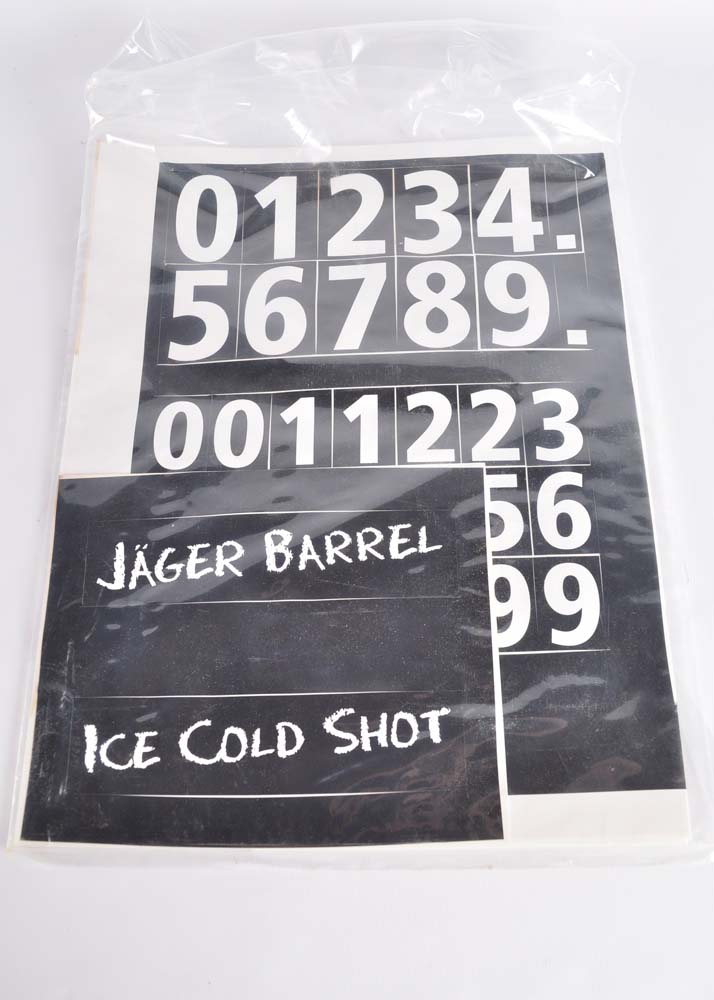 01234.
56789.
0011223
56
99
JÄGER BARREL
ICE COLD SHOT